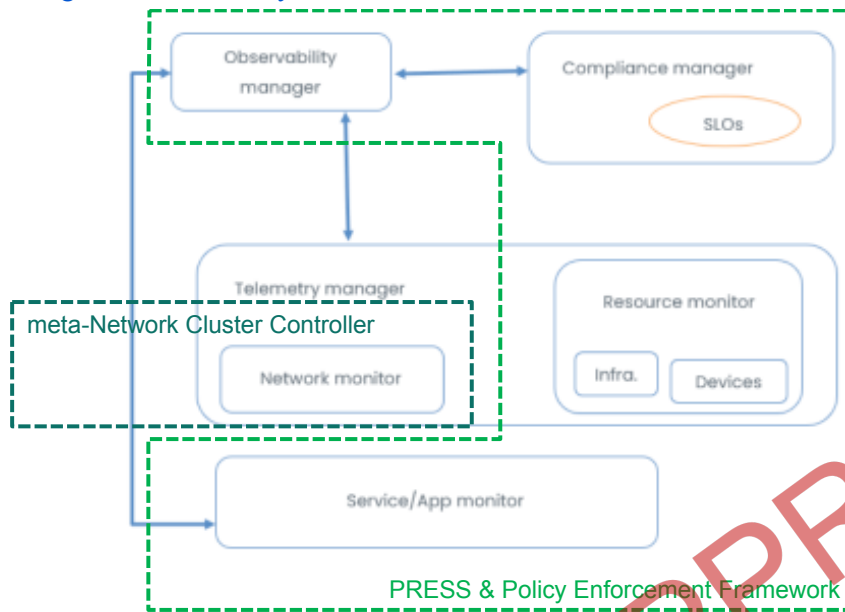 Observability
manager
Compliance manager
SLOs
Telemetry manager
Resource monitor
meta-Network Cluster Controller
Network monitor
Infra.
Devices
Service/App monitor
PRESS & Policy Enforcement Framework